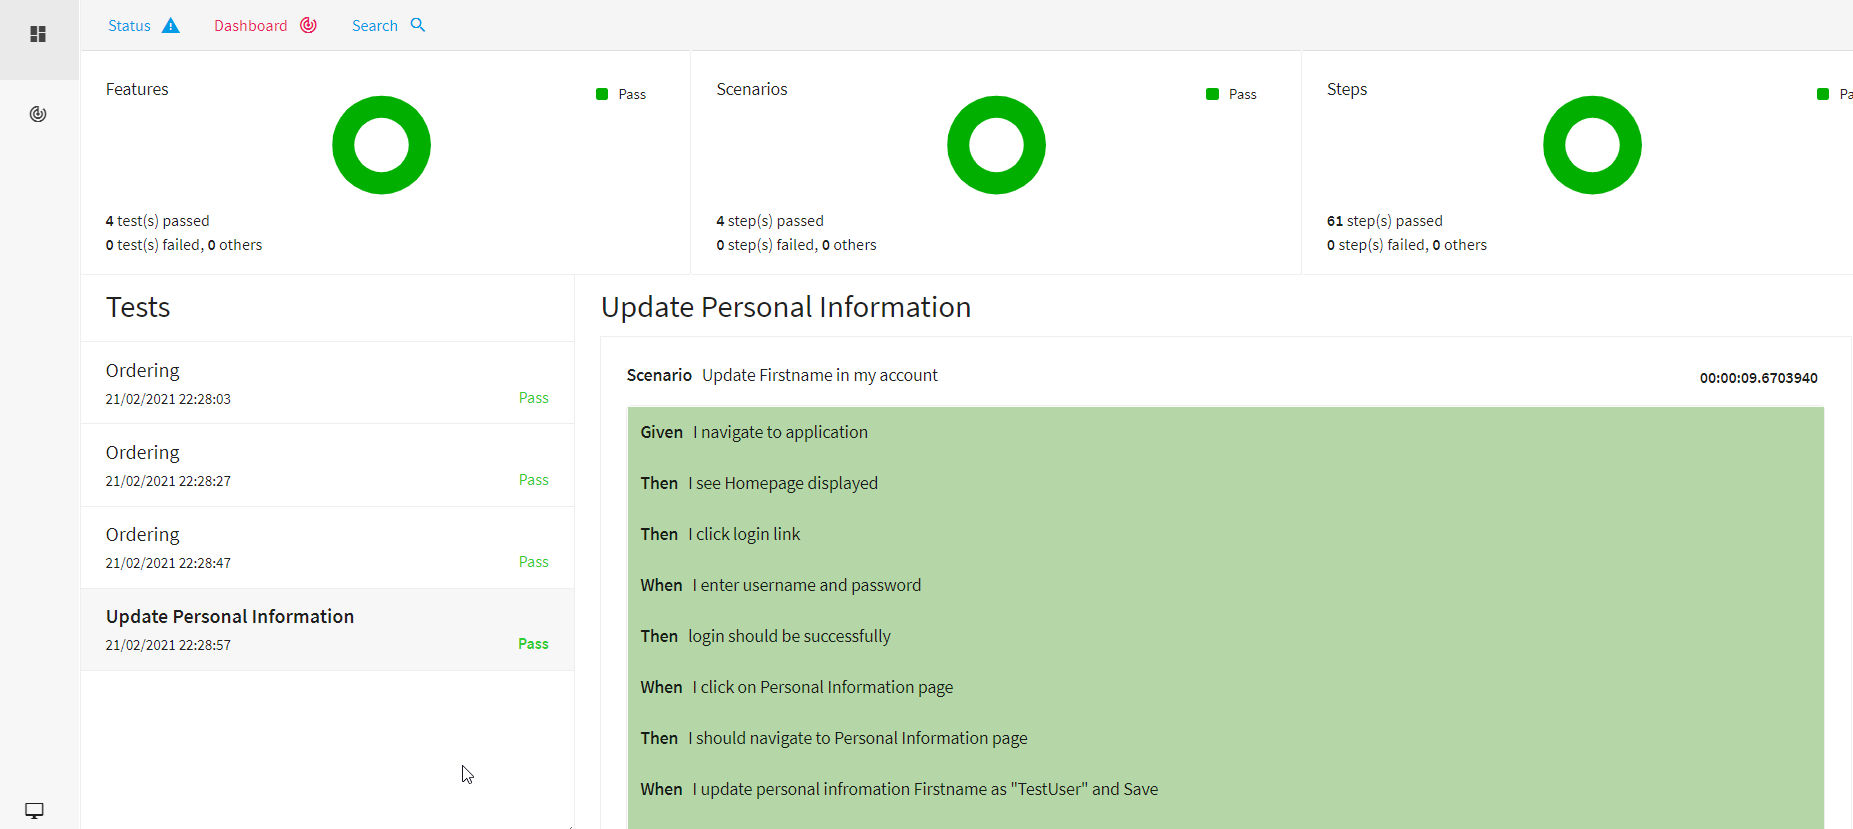 Status Dashboard Search
Features
Pass
4 test(s) passed
0 test(s) failed, 0 others
Scenarios
Pass
4 step(s) passed
0 step(s) failed, 0 others
Steps
Pa
61 step(s) passed
0 step(s) failed, 0 others
Tests
Ordering
21/02/2021 22:28:03 Pass
Ordering
21/02/2021 22:28:27 Pass
Ordering
21/02/2021 22:28:47 Pass
Update Personal Information
21/02/2021 22:28:57 Pass
Update Personal Information
Scenario Update Firstname in my account 00:00:09.6703940
Given I navigate to application
Then I see Homepage displayed
Then I click login link
When I enter username and password
Then login should be successfully
When I click on Personal Information page
Then I should navigate to Personal Information page
When I update personal infromation Firstname as "TestUser" and Save